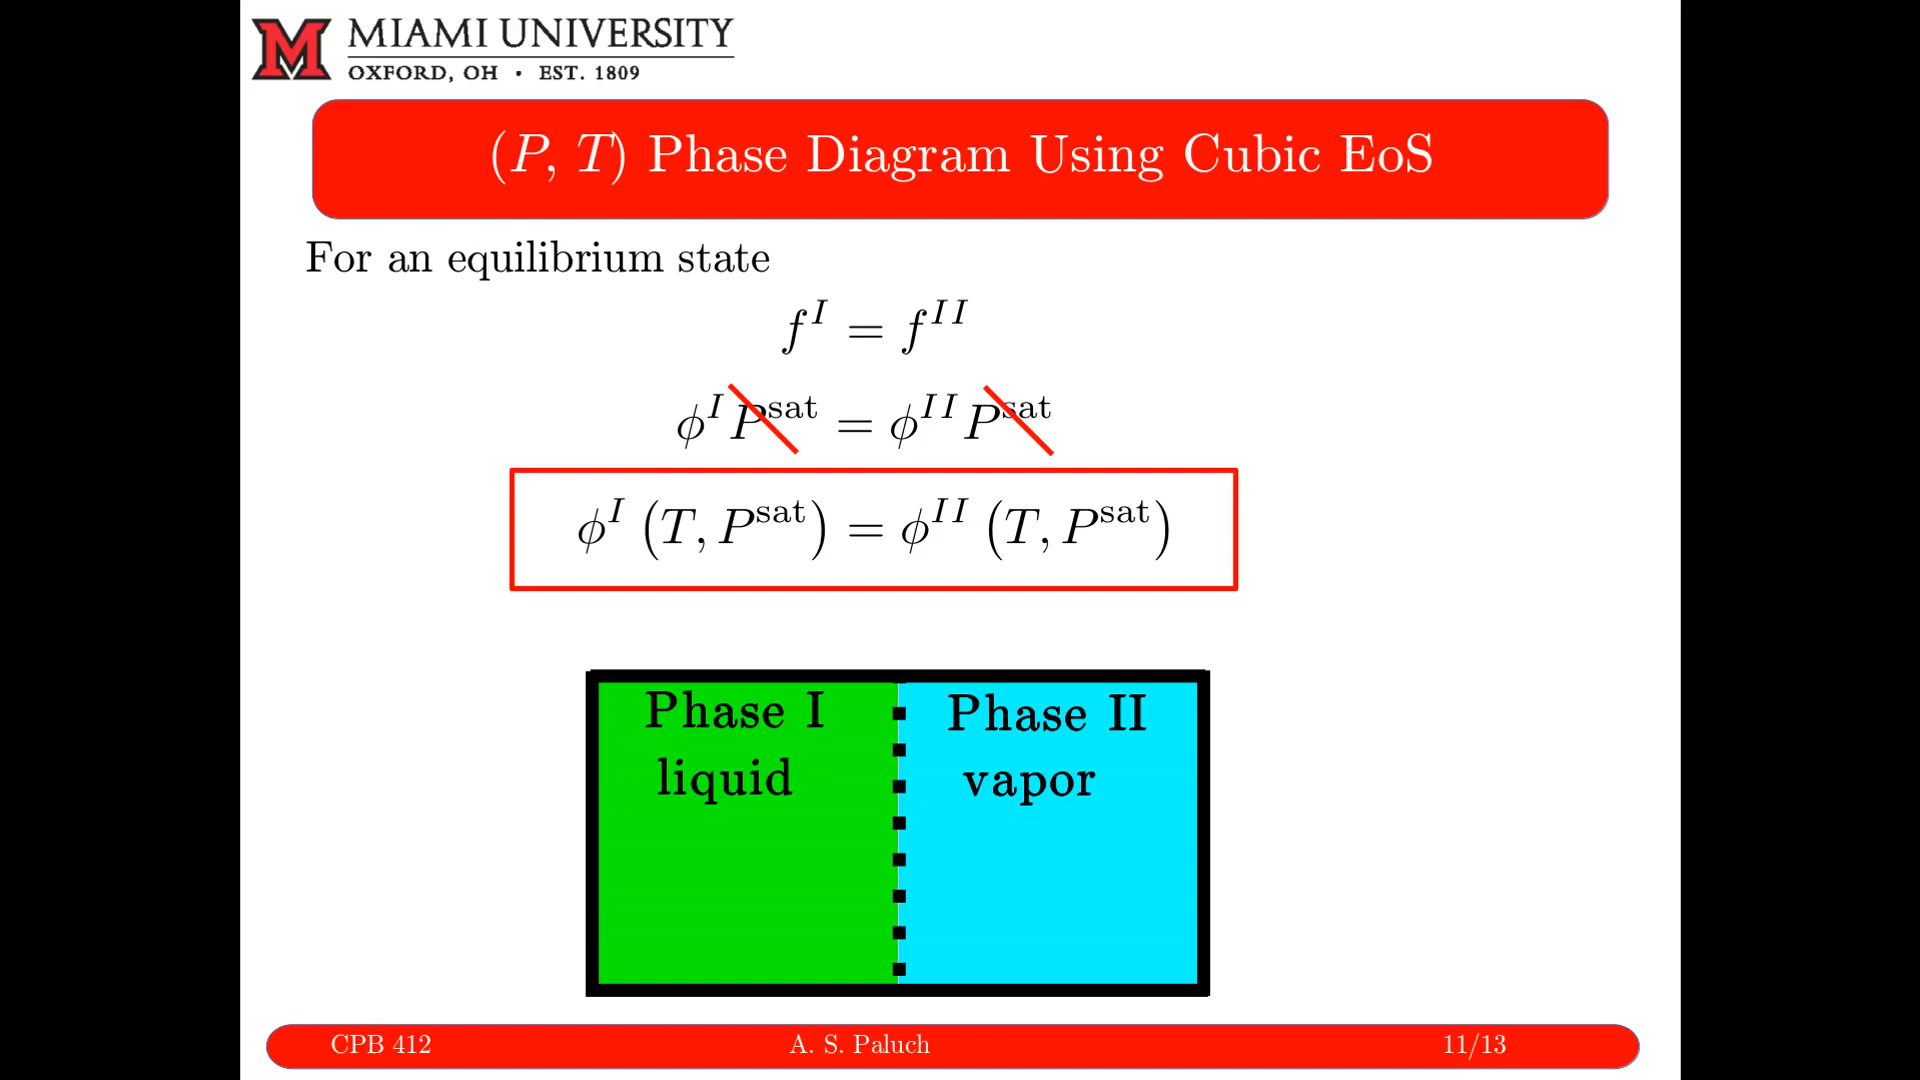 MIAMI UNIVERSITY
OXFORD, OH • EST. 1809
(P, T) Phase Diagram Using Cubic EoS
For an equilibrium state
f^I = f^{II}
ϕ^I P^{sat} = ϕ^{II} P^{sat}
ϕ^I (T, P^{sat}) = ϕ^{II} (T, P^{sat})
Phase I
liquid
Phase II
vapor
CPB 412
A. S. Paluch
11/13